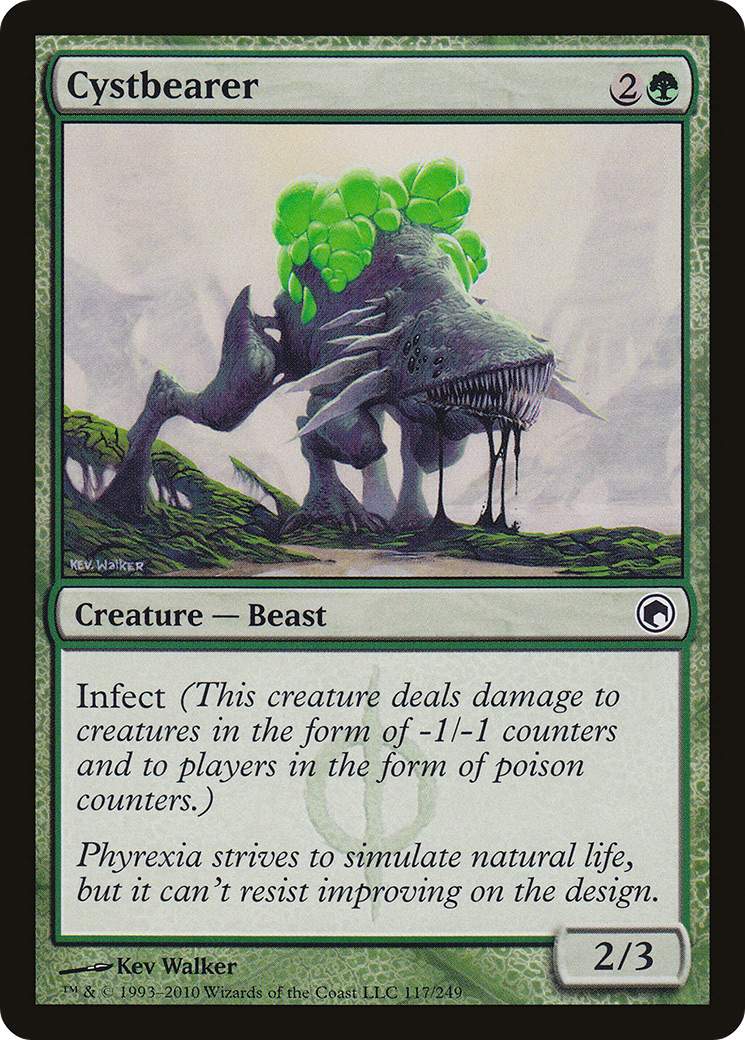 Cystbearer 2
KEV. WALKER
Creature — Beast
Infect (This creature deals damage to
creatures in the form of -1/-1 counters
and to players in the form of poison
counters.)
Phyrexia strives to simulate natural life,
but it can't resist improving on the design.
2/3
Kev Walker
™ & © 1993–2010 Wizards of the Coast LLC 117/249